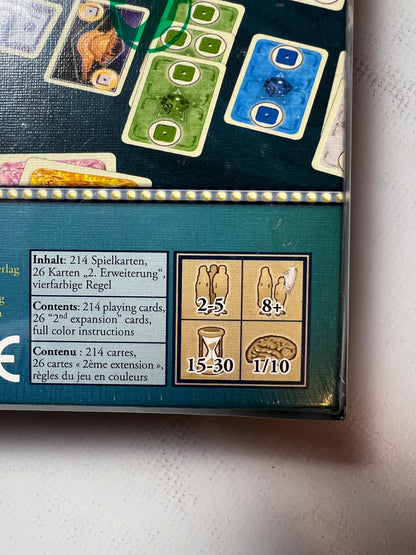 rlag
g
n
Inhalt: 214 Spielkarten,
26 Karten „2. Erweiterung“,
vierfarbige Regel
Contents: 214 playing cards,
26 “2nd expansion” cards,
full color instructions
Contenu : 214 cartes,
26 cartes « 2ème extension »,
règles du jeu en couleurs
CE
2-5
8+
15-30
1/10